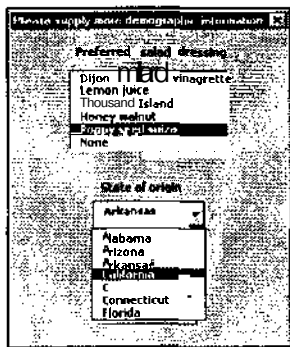 Please supply more demographic information
Preferred salad dressing
Dijon vinagrette
Lemon juice
Thousand Island
Honey walnut
None
State of origin
Arkansas
Alabama
Arizona
Arkansas
California
C
Connecticut
Florida